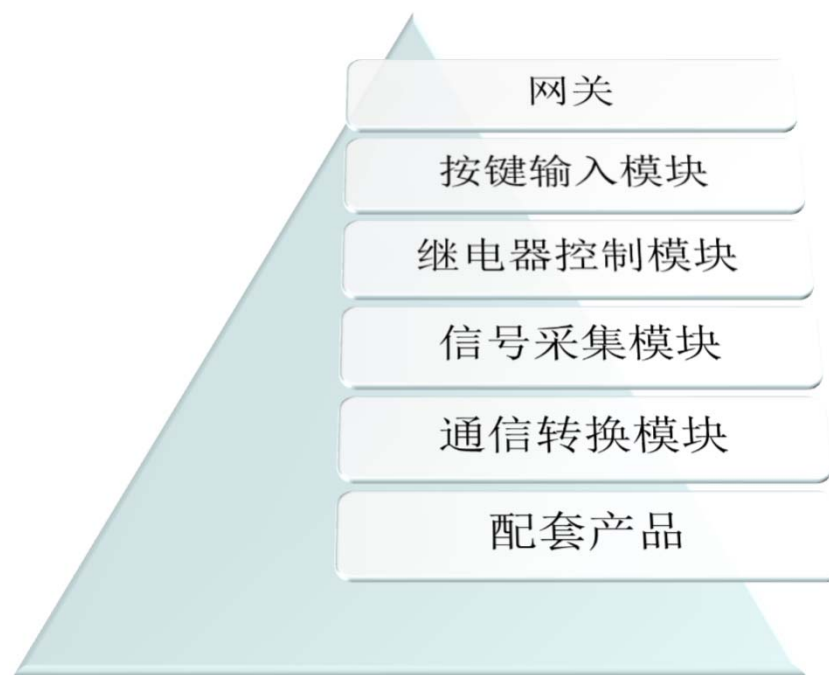 网关
按键输入模块
继电器控制模块
信号采集模块
通信转换模块
配套产品